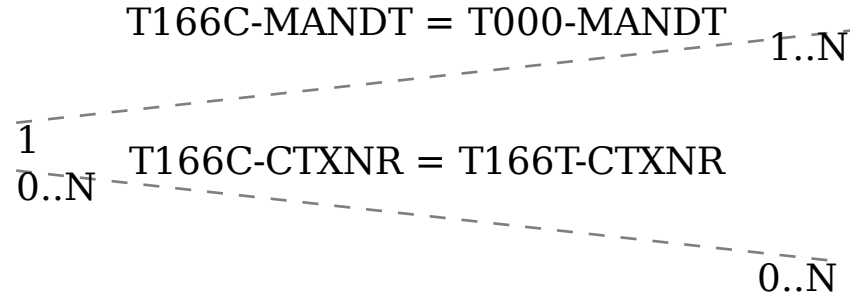 T166C-MANDT = T000-MANDT
1..N
1
T166C-CTXNR = T166T-CTXNR
0..N
0..N